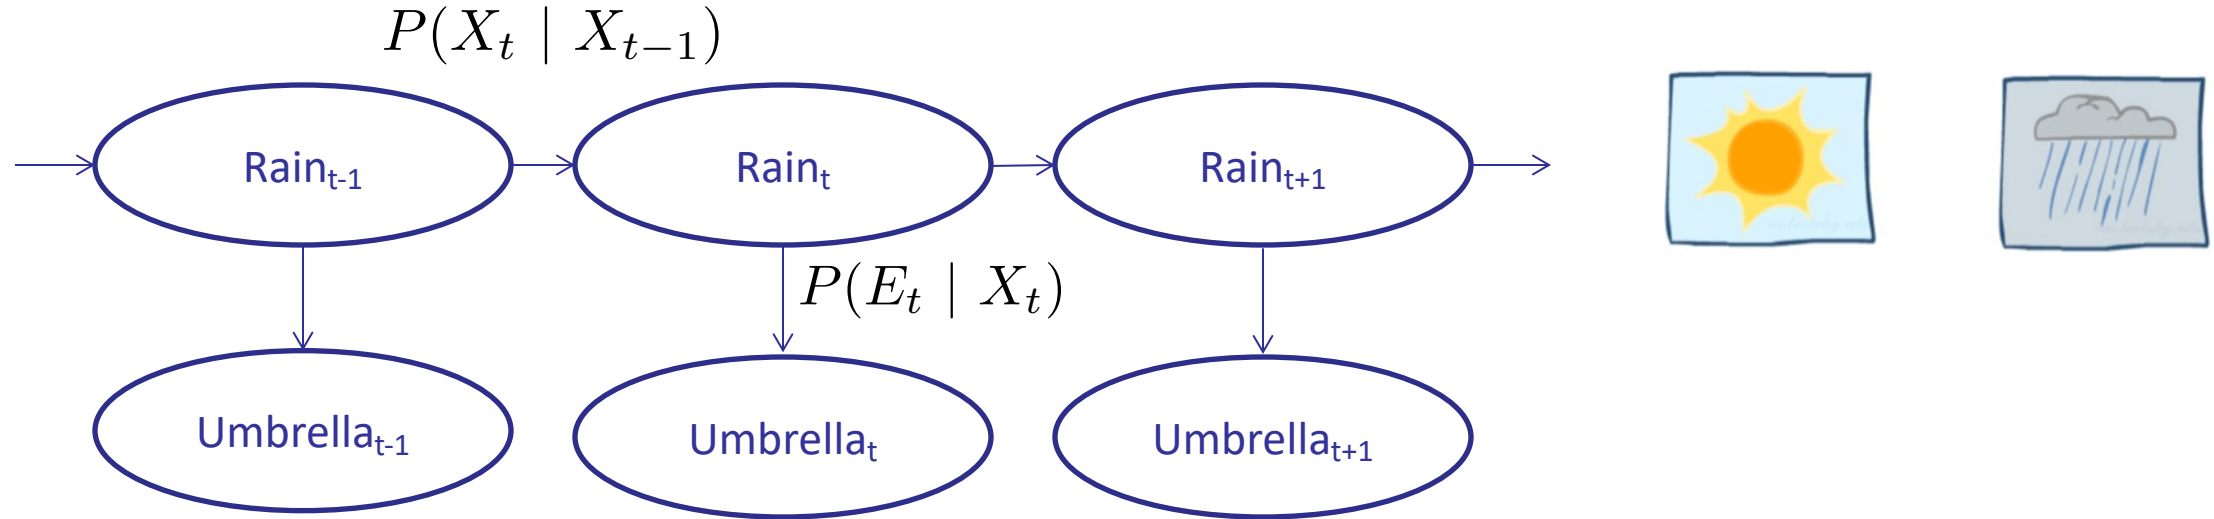 P(X_t | X_{t-1})
Rain_{t-1} Rain_t Rain_{t+1}
P(E_t | X_t)
Umbrella_{t-1} Umbrella_t Umbrella_{t+1}